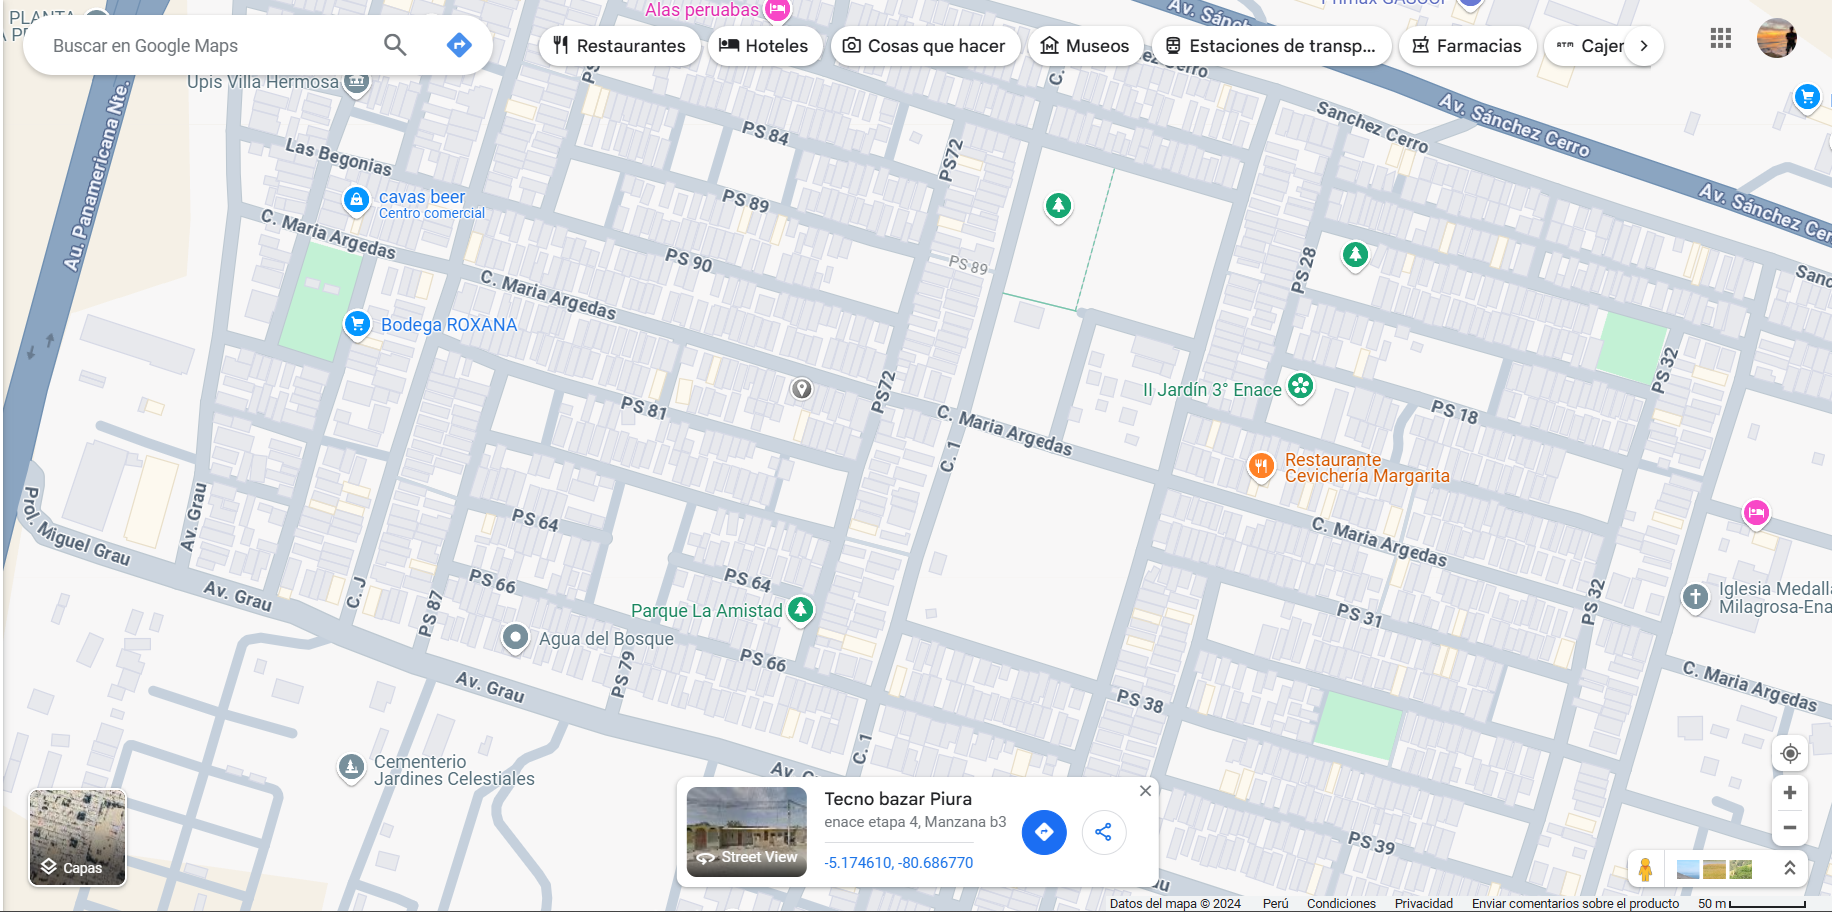 PLANTA
Alas peruabas
Av. Sánchez Cerro
Buscar en Google Maps
Restaurantes
Hoteles
Cosas que hacer
Museos
Estaciones de transp...
Farmacias
Cajer
Upis Villa Hermosa
Au. Panamericana Nte.
Las Begonias
cavas beer
Centro comercial
C. Maria Argedas
C. Maria Argedas
PS 84
PS 89
PS 90
PS72
PS 89
C.
Av. Sánchez Cerro
Sanchez Cerro
Av. Sánchez Cer
Sanc
PS 28
PS 32
Bodega ROXANA
PS 81
PS72
C. Maria Argedas
C. 1
II Jardín 3° Enace
PS 18
Restaurante
Cevichería Margarita
C. Maria Argedas
Prol. Miguel Grau
Av. Grau
Av. Grau
C. J
PS 87
PS 64
PS 66
PS 64
Parque La Amistad
Agua del Bosque
PS 79
PS 66
Av. Grau
PS 31
PS 32
Iglesia Medalla
Milagrosa-Ena
C. Maria Argedas
PS 38
C. 1
PS 39
Cementerio
Jardines Celestiales
Capas
Street View
Tecno bazar Piura
enace etapa 4, Manzana b3
-5.174610, -80.686770
Datos del mapa © 2024
Perú
Condiciones
Privacidad
Enviar comentarios sobre el producto
50 m